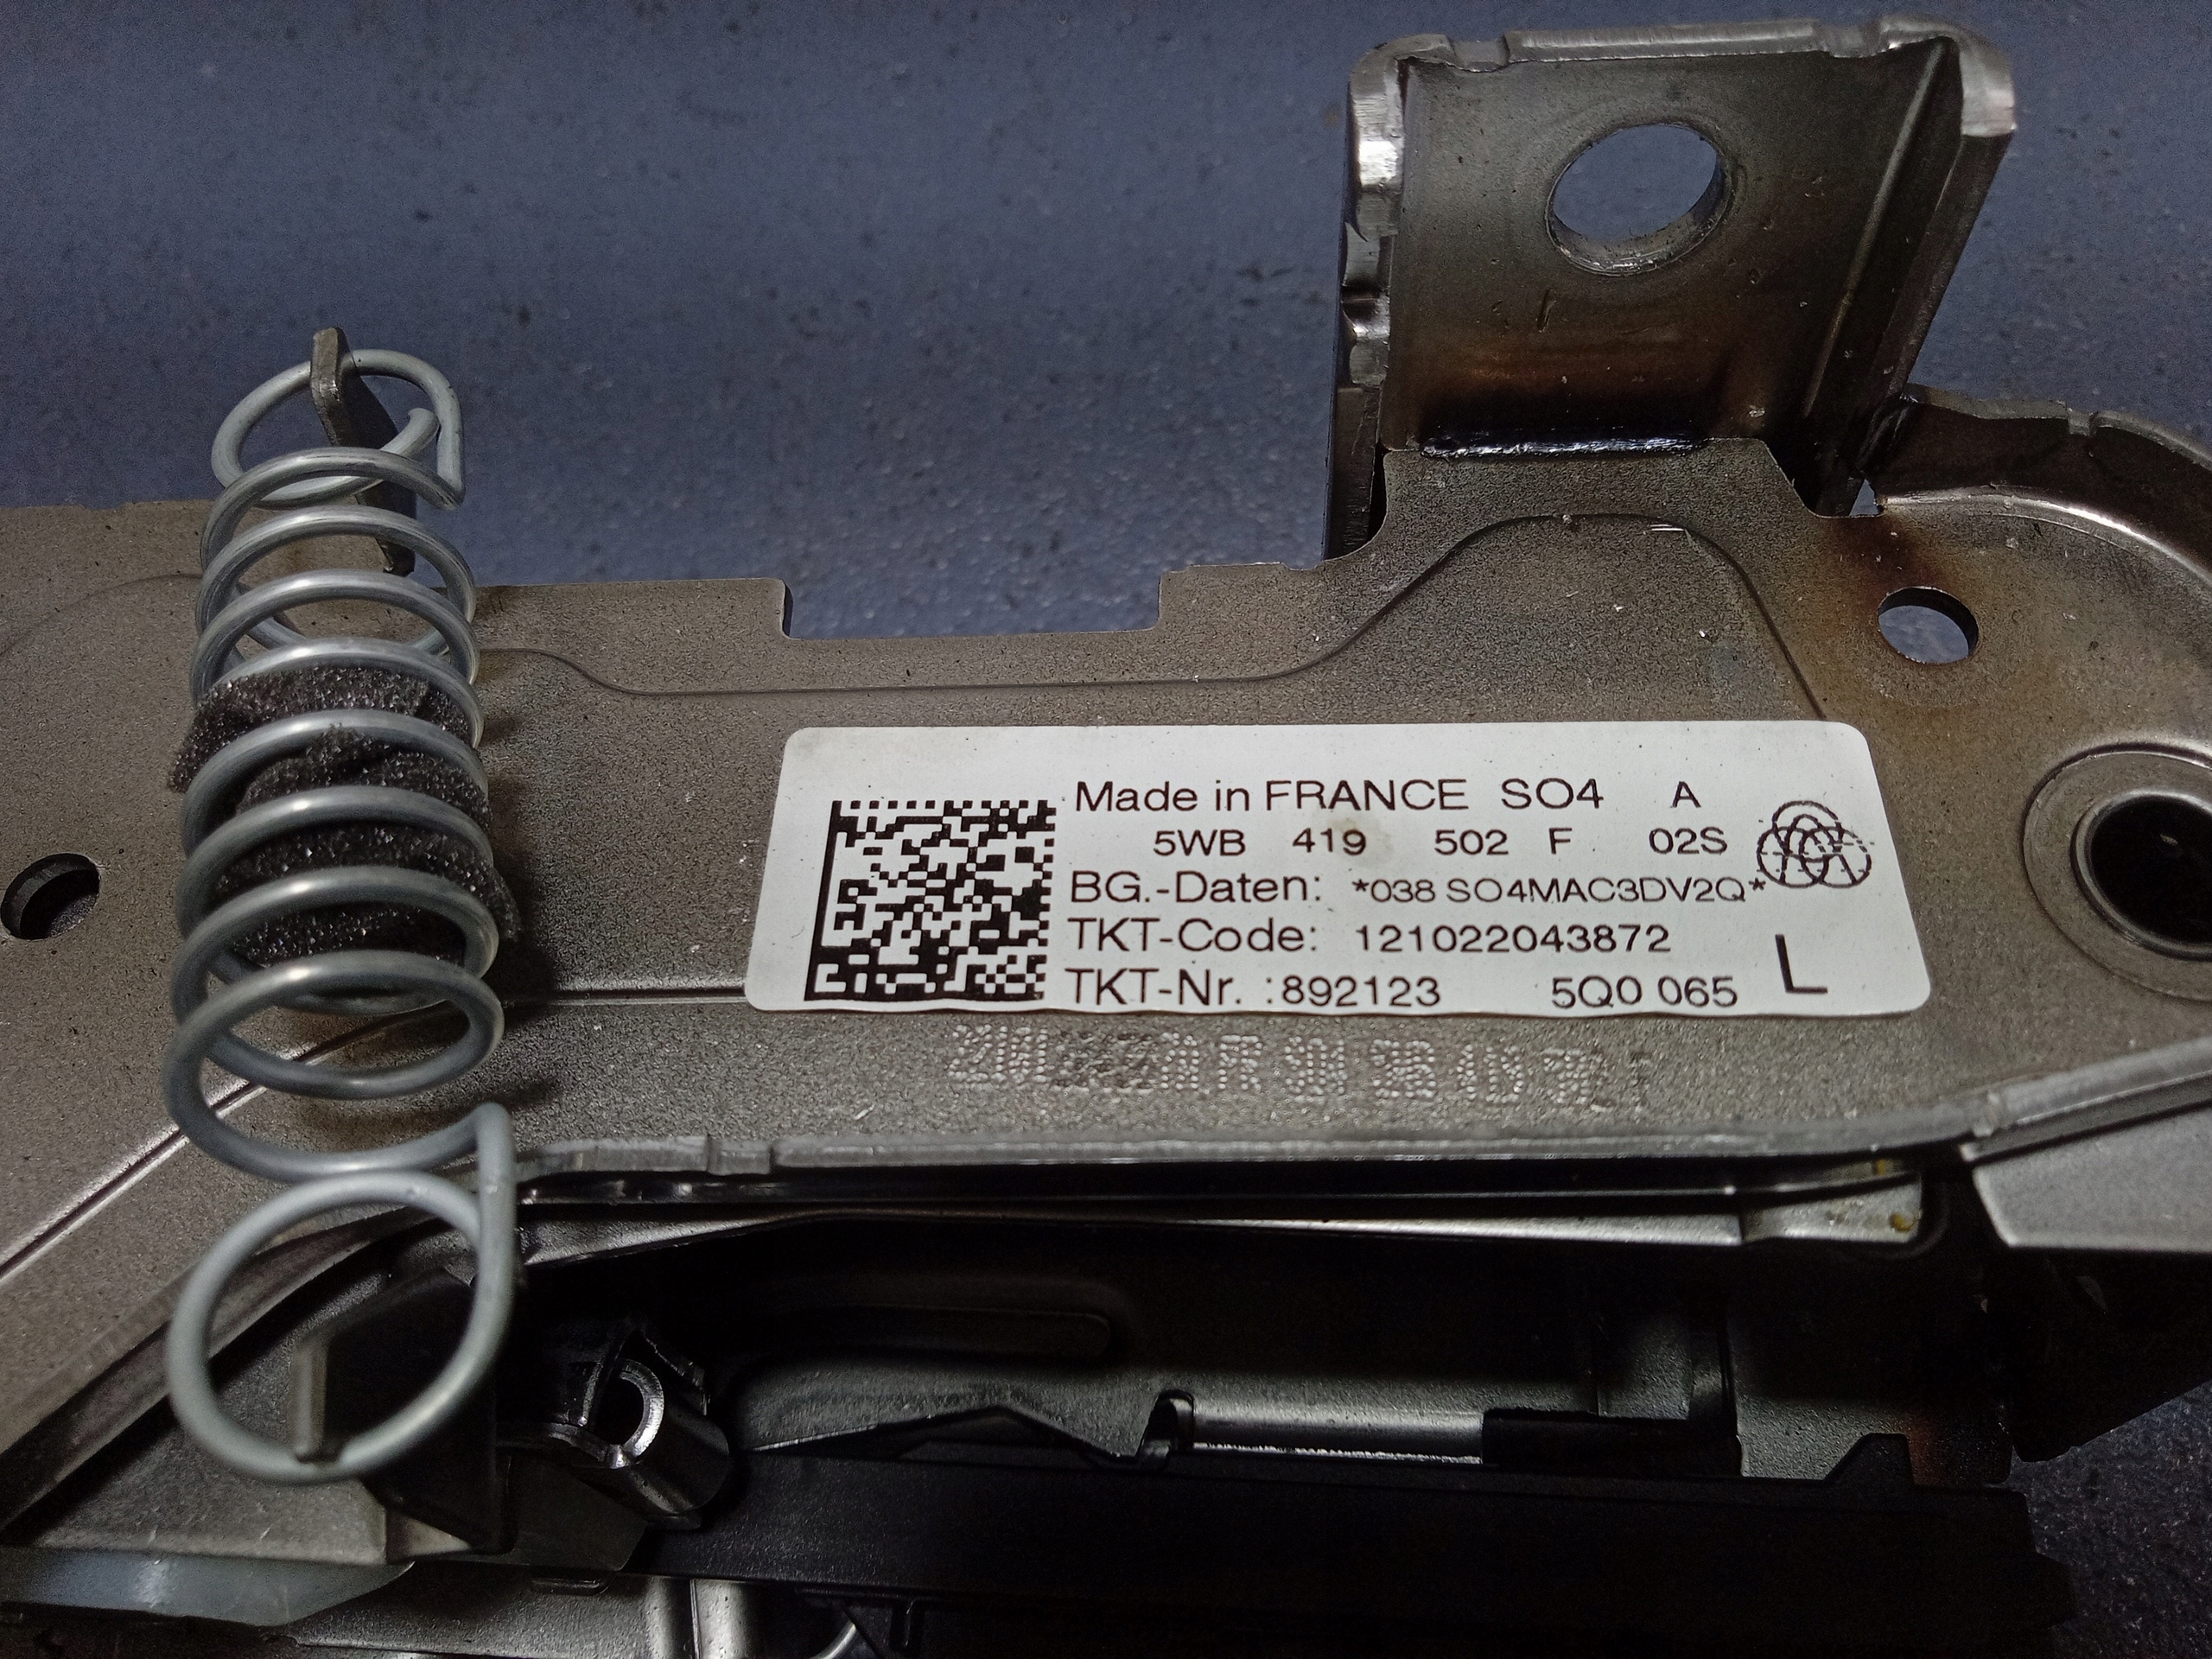 Made in FRANCE SO4 A
5WB 419 502 F 02S
BG.-Daten: *038 SO4MAC3DV2Q*
TKT-Code: 121022043872
TKT-Nr. :892123 5Q0 065 L